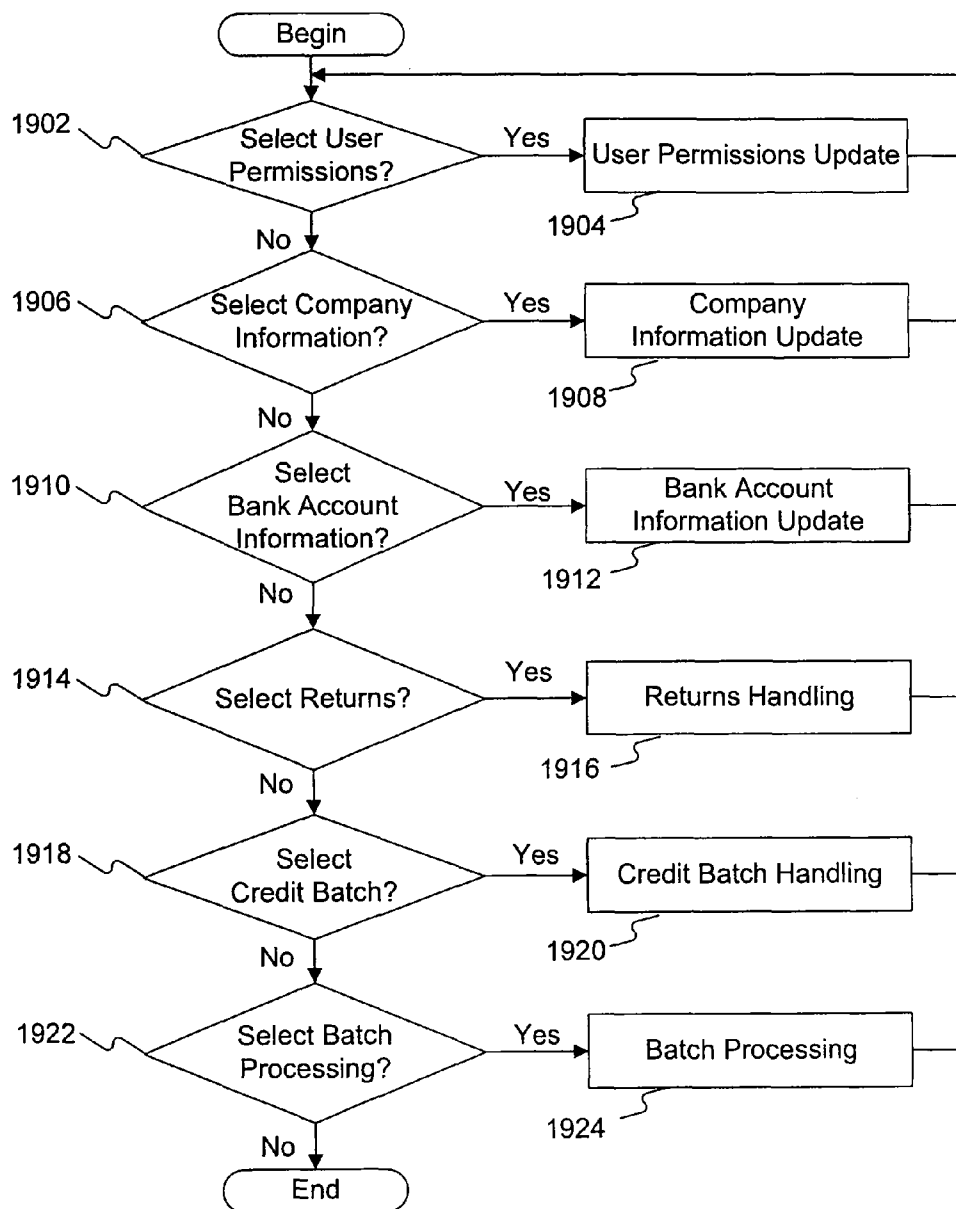 Begin
1902
Select User
Permissions?
Yes
User Permissions Update
1904
No
1906
Select Company
Information?
Yes
Company
Information Update
1908
No
1910
Select
Bank Account
Information?
Yes
Bank Account
Information Update
1912
No
1914
Select Returns?
Yes
Returns Handling
1916
No
1918
Select
Credit Batch?
Yes
Credit Batch Handling
1920
No
1922
Select Batch
Processing?
Yes
Batch Processing
1924
No
End